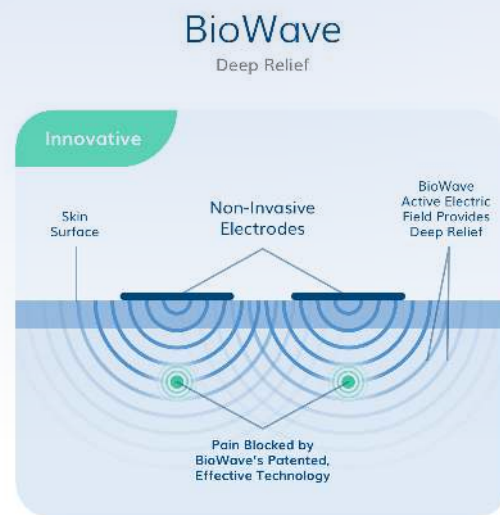 BioWave
Deep Relief
Innovative
Skin
Surface
Non-Invasive
Electrodes
BioWave
Active Electric
Field Provides
Deep Relief
Pain Blocked by
BioWave's Patented,
Effective Technology